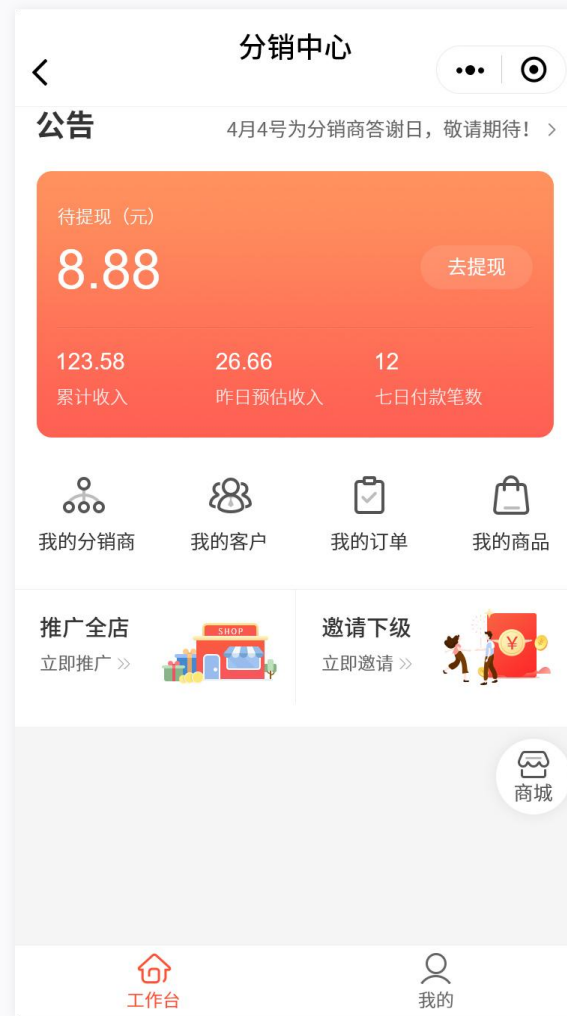 分销中心
公告
4月4号为分销商答谢日，敬请期待！
待提现（元）
8.88
去提现
123.58 26.66 12
累计收入 昨日预估收入 七日付款笔数
我的分销商 我的客户 我的订单 我的商品
推广全店 邀请下级
立即推广 立即邀请
SHOP
¥
商城
工作台 我的